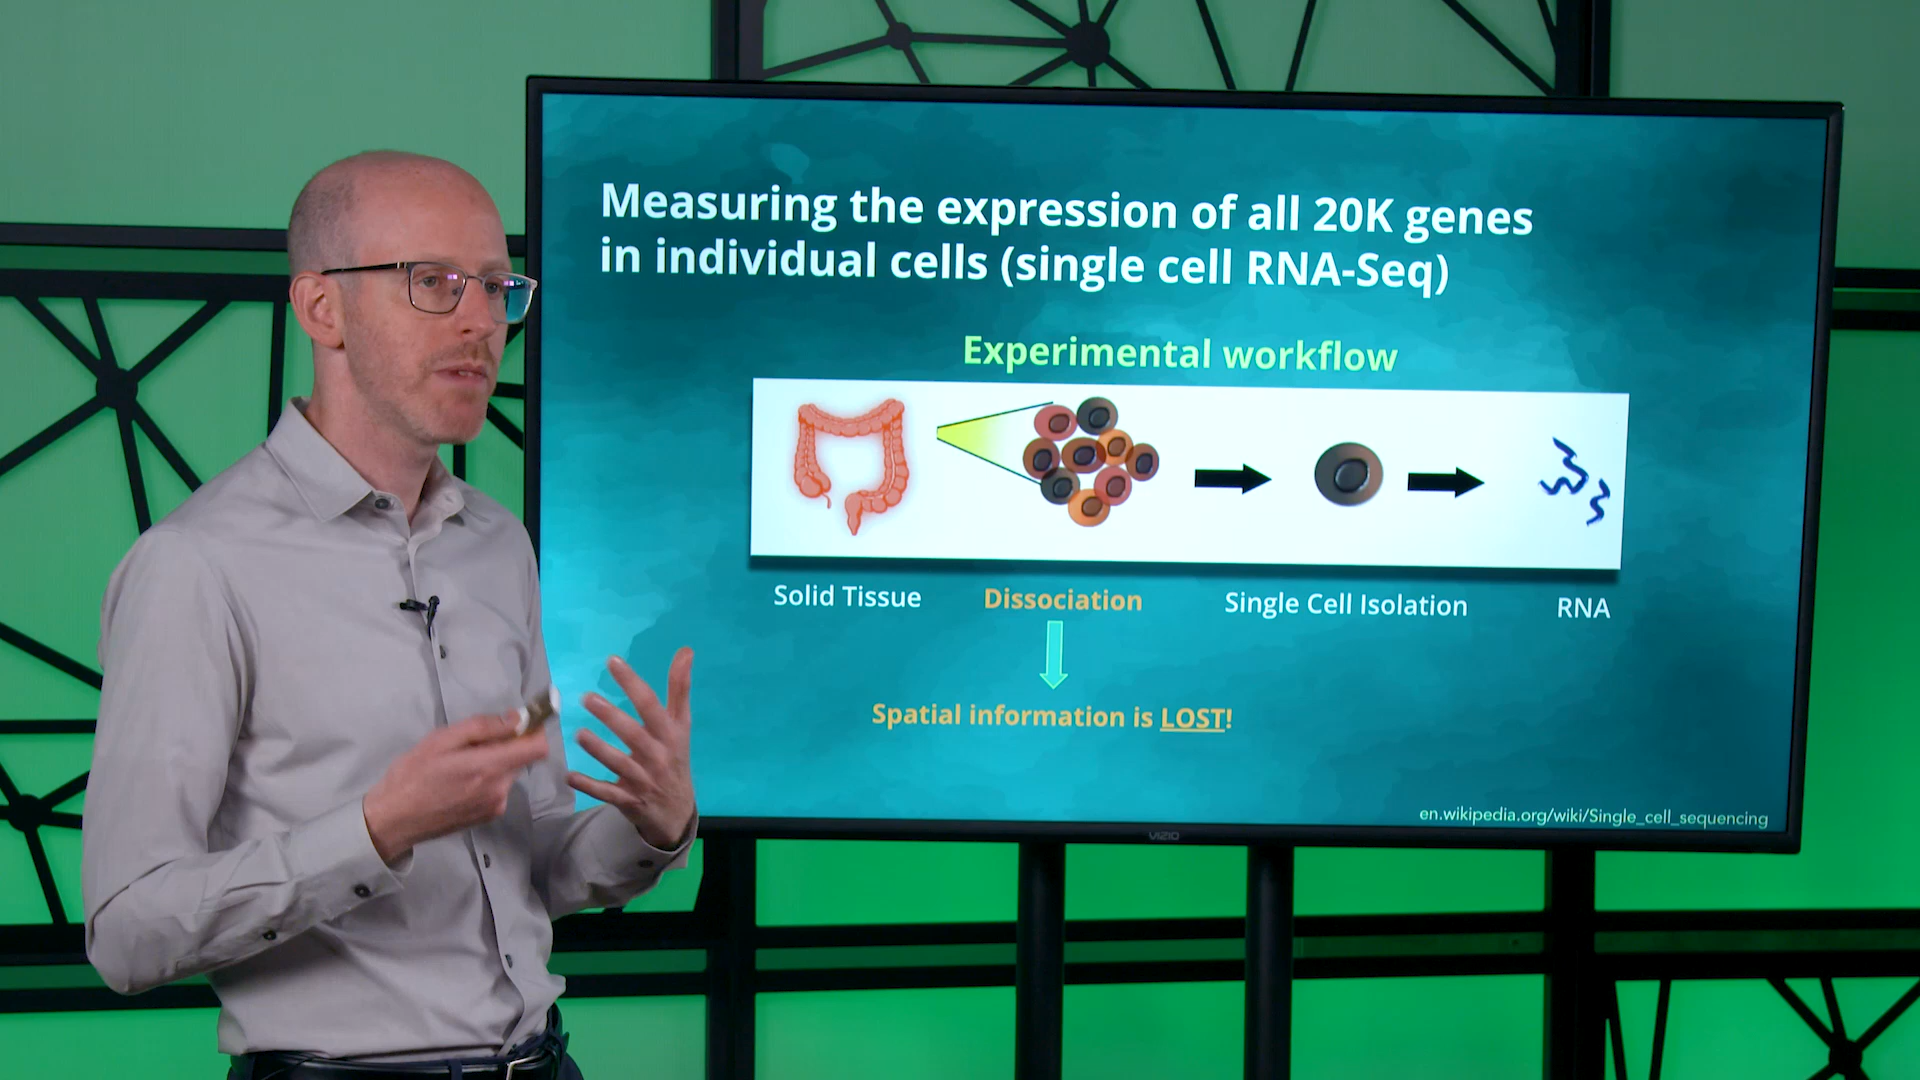 Measuring the expression of all 20K genes
in individual cells (single cell RNA-Seq)
Experimental workflow
Solid Tissue
Dissociation
Single Cell Isolation
RNA
Spatial information is LOST!
en.wikipedia.org/wiki/Single_cell_sequencing
VIZIO